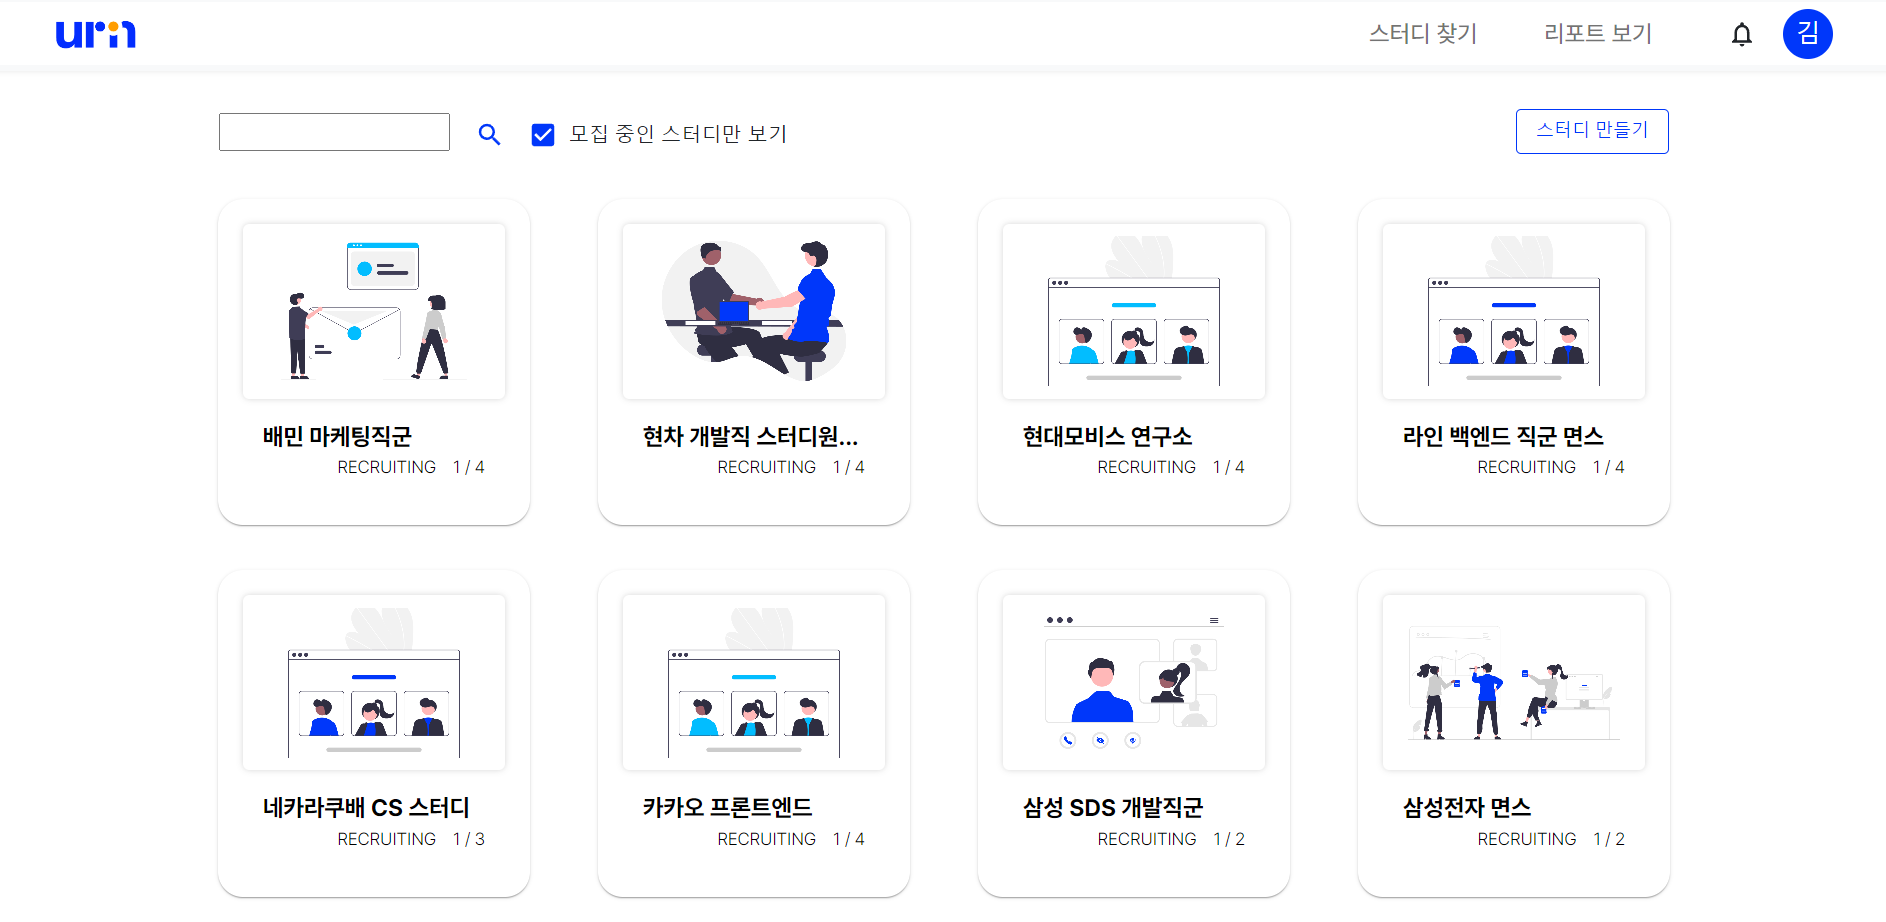 urn
스터디 찾기
리포트 보기
김
모집 중인 스터디만 보기
스터디 만들기
배민 마케팅직군
RECRUITING 1 / 4
현차 개발직 스터디원...
RECRUITING 1 / 4
현대모비스 연구소
RECRUITING 1 / 4
라인 백엔드 직군 면스
RECRUITING 1 / 4
네카라쿠배 CS 스터디
RECRUITING 1 / 3
카카오 프론트엔드
RECRUITING 1 / 4
삼성 SDS 개발직군
RECRUITING 1 / 2
삼성전자 면스
RECRUITING 1 / 2